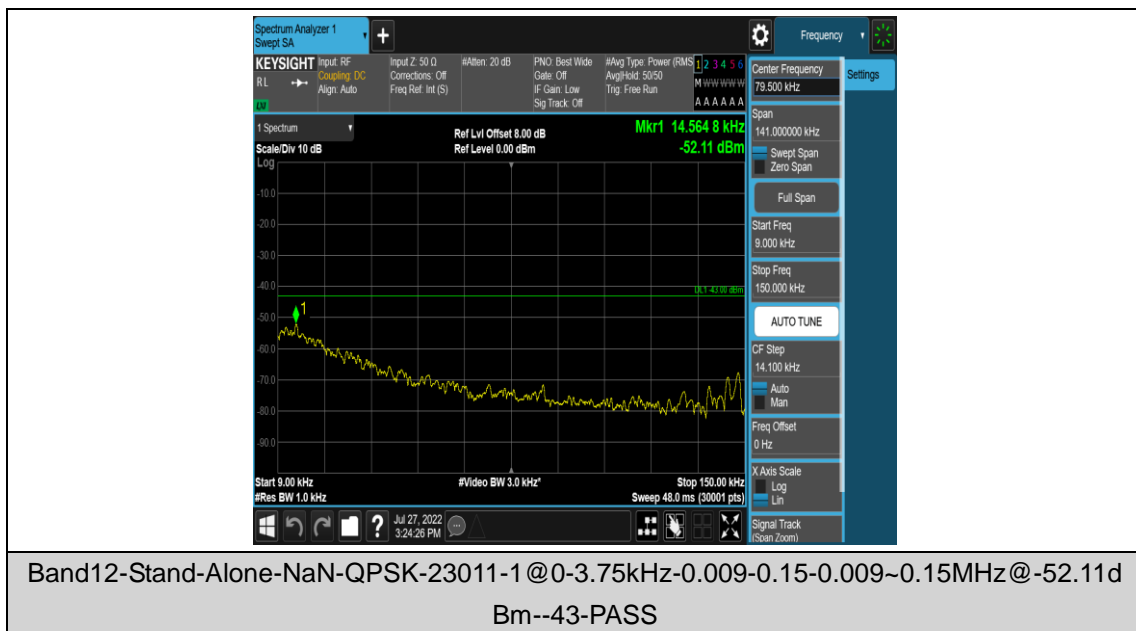 Spectrum Analyzer 1
Swept SA
+
Frequency
KEYSIGHT
RL
LW
Input: RF
Coupling: DC
Align: Auto
Input Z: 50 Ω
Corrections: Off
Freq Ref: Int (S)
#Atten: 20 dB
PNO: Best Wide
Gate: Off
IF Gain: Low
Sig Track: Off
#Avg Type: Power (RMS
Avg|Hold: 50/50
Trig: Free Run
1 2 3 4 5 6
M W W W W W
A A A A A A
1 Spectrum
Scale/Div 10 dB
Log
Ref Lvl Offset 8.00 dB
Ref Level 0.00 dBm
Mkr1 14.564 8 kHz
-52.11 dBm
-10.0
-20.0
-30.0
-40.0
-50.0
-60.0
-70.0
-80.0
-90.0
DL1 -43.00 dBm
1
Start 9.00 kHz
#Res BW 1.0 kHz
#Video BW 3.0 kHz*
Stop 150.00 kHz
Sweep 48.0 ms (30001 pts)
?
Jul 27, 2022
3:24:26 PM
Center Frequency
79.500 kHz
Settings
Span
141.000000 kHz
Swept Span
Zero Span
Full Span
Start Freq
9.000 kHz
Stop Freq
150.000 kHz
AUTO TUNE
CF Step
14.100 kHz
Auto
Man
Freq Offset
0 Hz
X Axis Scale
Log
Lin
Signal Track
(Span Zoom)
Band12-Stand-Alone-NaN-QPSK-23011-1@0-3.75kHz-0.009-0.15-0.009~0.15MHz@-52.11d
Bm--43-PASS